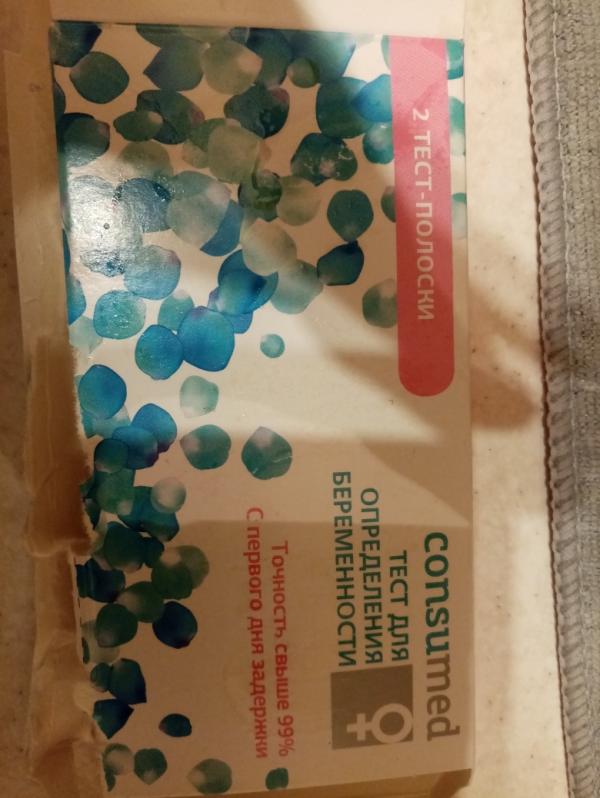 2 ТЕСТ-ПОЛОСКИ
consumed
ТЕСТ ДЛЯ
ОПРЕДЕЛЕНИЯ
БЕРЕМЕННОСТИ
Точность свыше 99%
С первого дня задержки